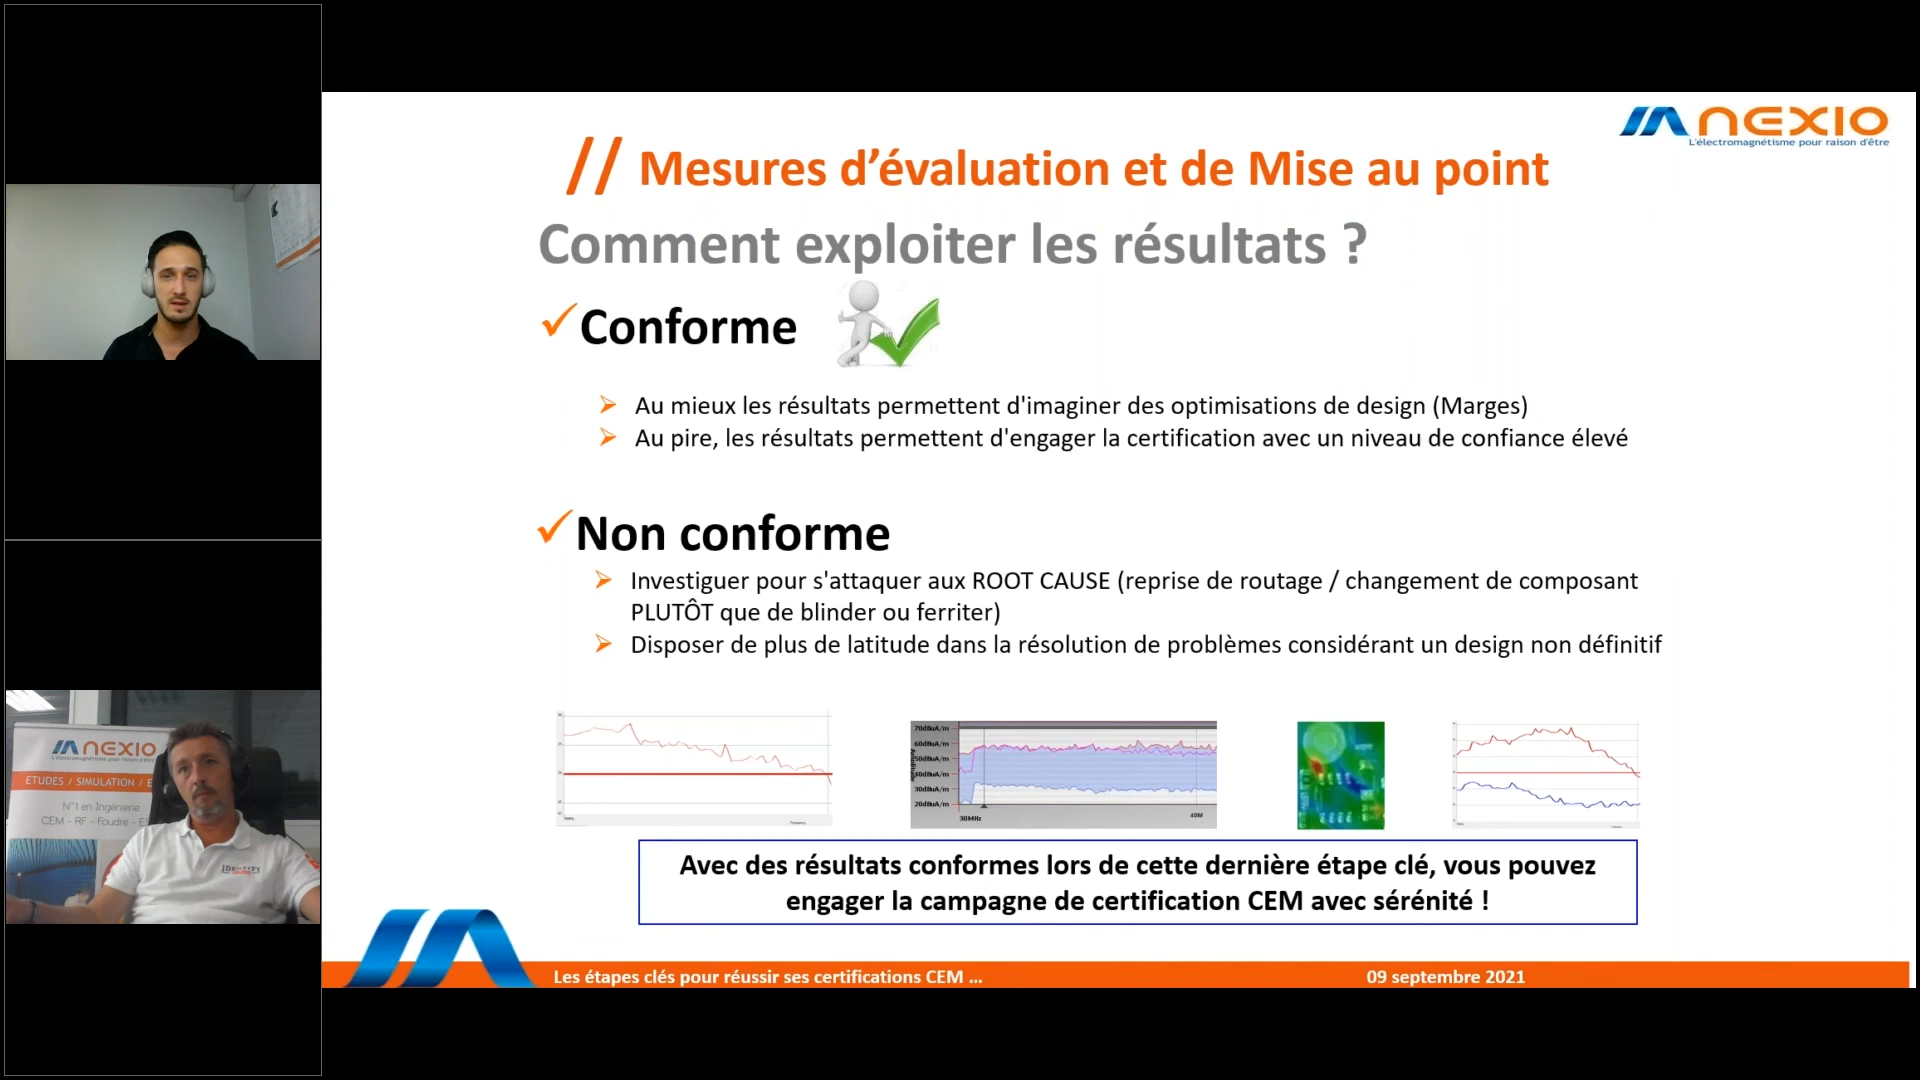 nexio
L'électromagnétisme pour raison d'être
// Mesures d’évaluation et de Mise au point
Comment exploiter les résultats ?
Conforme
Au mieux les résultats permettent d'imaginer des optimisations de design (Marges)
Au pire, les résultats permettent d'engager la certification avec un niveau de confiance élevé
Non conforme
Investiguer pour s'attaquer aux ROOT CAUSE (reprise de routage / changement de composant
PLUTÔT que de blinder ou ferriter)
Disposer de plus de latitude dans la résolution de problèmes considérant un design non définitif
70dBuA/m
60dBuA/m
50dBuA/m
40dBuA/m
30dBuA/m
20dBuA/m
30MHz
40M
Frequency
Avec des résultats conformes lors de cette dernière étape clé, vous pouvez
engager la campagne de certification CEM avec sérénité !
Les étapes clés pour réussir ses certifications CEM ...
09 septembre 2021
nexio
L'électromagnétisme pour raison d'être
ETUDES / SIMULATION / E
N°1 en Ingénierie
CEM - RF - Foudre - ES